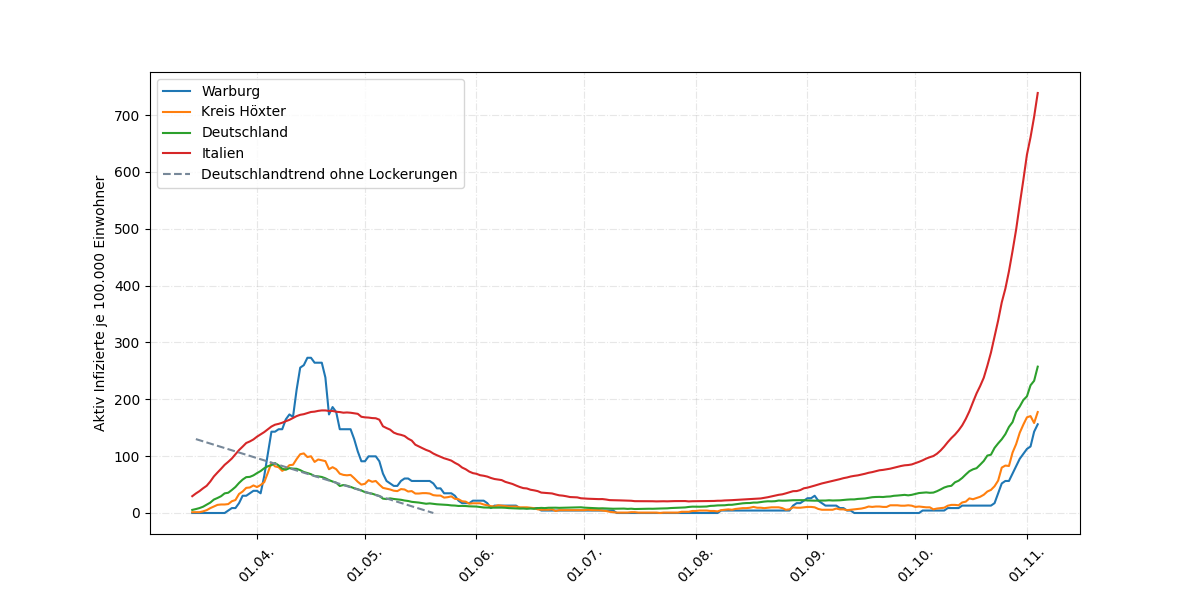 Warburg
Kreis Höxter
Deutschland
Italien
Deutschlandtrend ohne Lockerungen
Aktiv Infizierte je 100.000 Einwohner
700
600
500
400
300
200
100
0
01.04.
01.05.
01.06.
01.07.
01.08.
01.09.
01.10.
01.11.